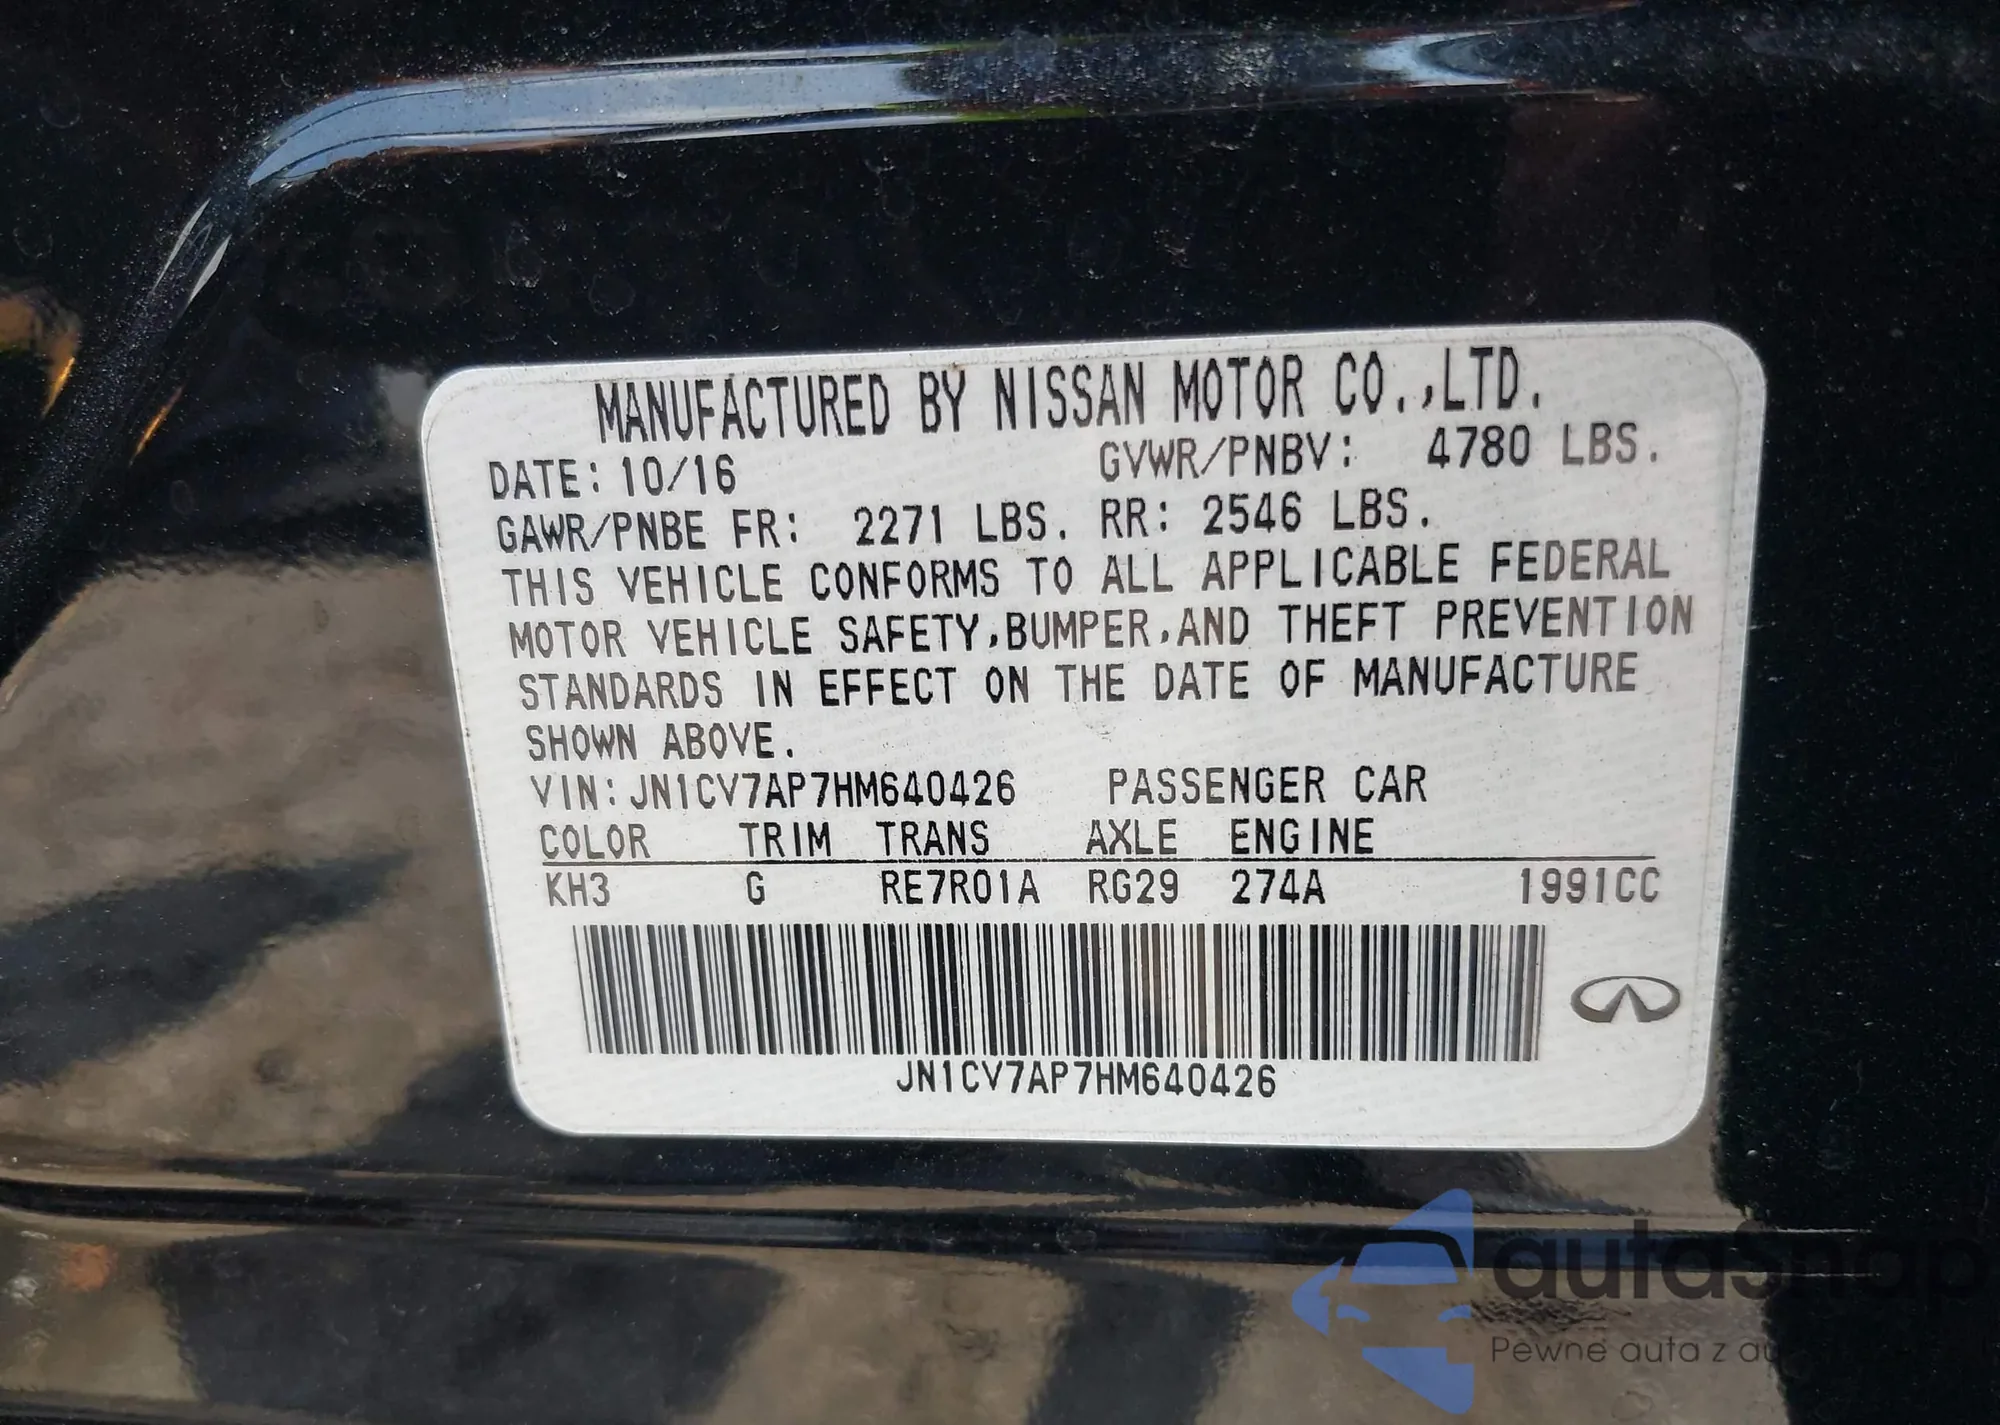 MANUFACTURED BY NISSAN MOTOR CO.,LTD.
DATE: 10/16 GVWR/PNBV: 4780 LBS.
GAWR/PNBE FR: 2271 LBS. RR: 2546 LBS.
THIS VEHICLE CONFORMS TO ALL APPLICABLE FEDERAL
MOTOR VEHICLE SAFETY,BUMPER,AND THEFT PREVENTION
STANDARDS IN EFFECT ON THE DATE OF MANUFACTURE
SHOWN ABOVE.
VIN:JN1CV7AP7HM640426 PASSENGER CAR
COLOR TRIM TRANS AXLE ENGINE
KH3 G RE7R01A RG29 274A 1991CC
JN1CV7AP7HM640426
autaSnap
Pewne auta z